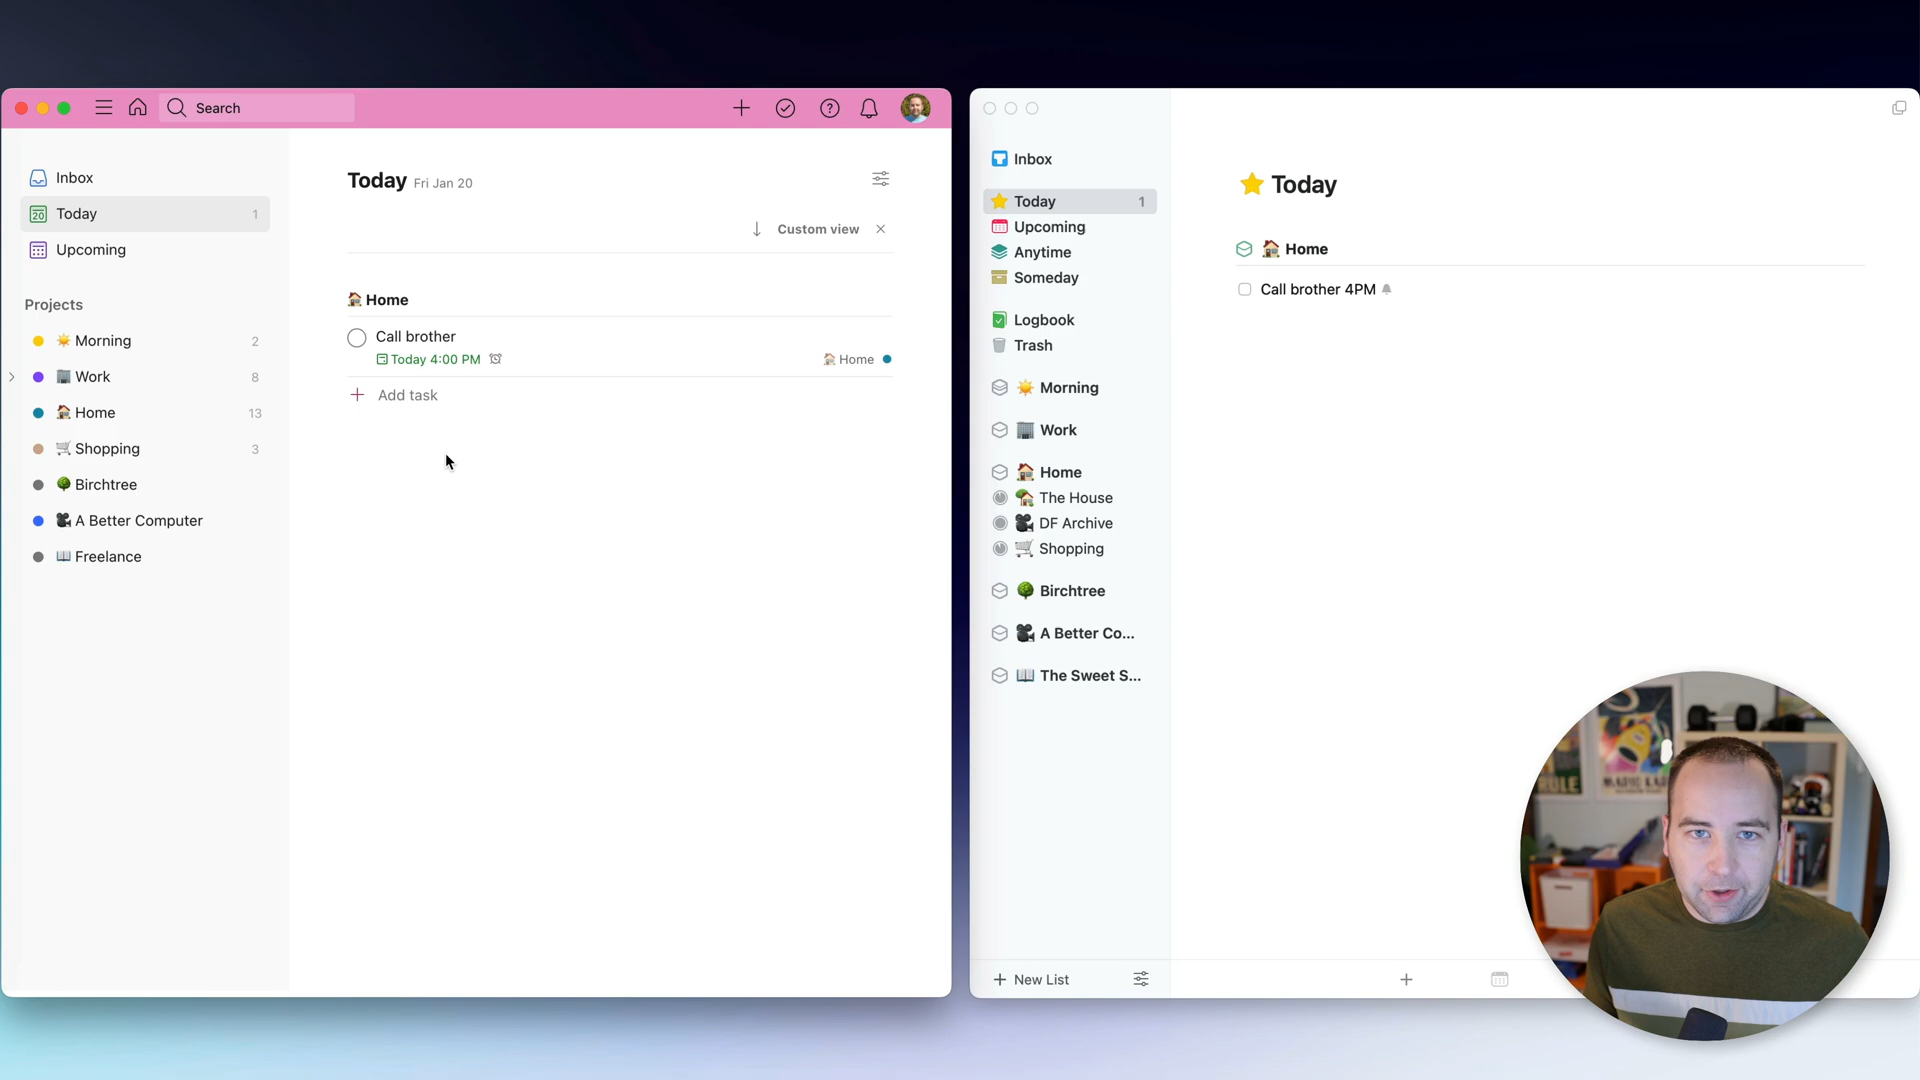 Search
Inbox
Today 1
Upcoming
Projects
Morning 2
Work 8
Home 13
Shopping 3
Birchtree
A Better Computer
Freelance
Today Fri Jan 20
Custom view
Home
Call brother
Today 4:00 PM
Home
Add task
Inbox
Today 1
Upcoming
Anytime
Someday
Logbook
Trash
Morning
Work
Home
The House
DF Archive
Shopping
Birchtree
A Better Co...
The Sweet S...
New List
Today
Home
Call brother 4PM
20